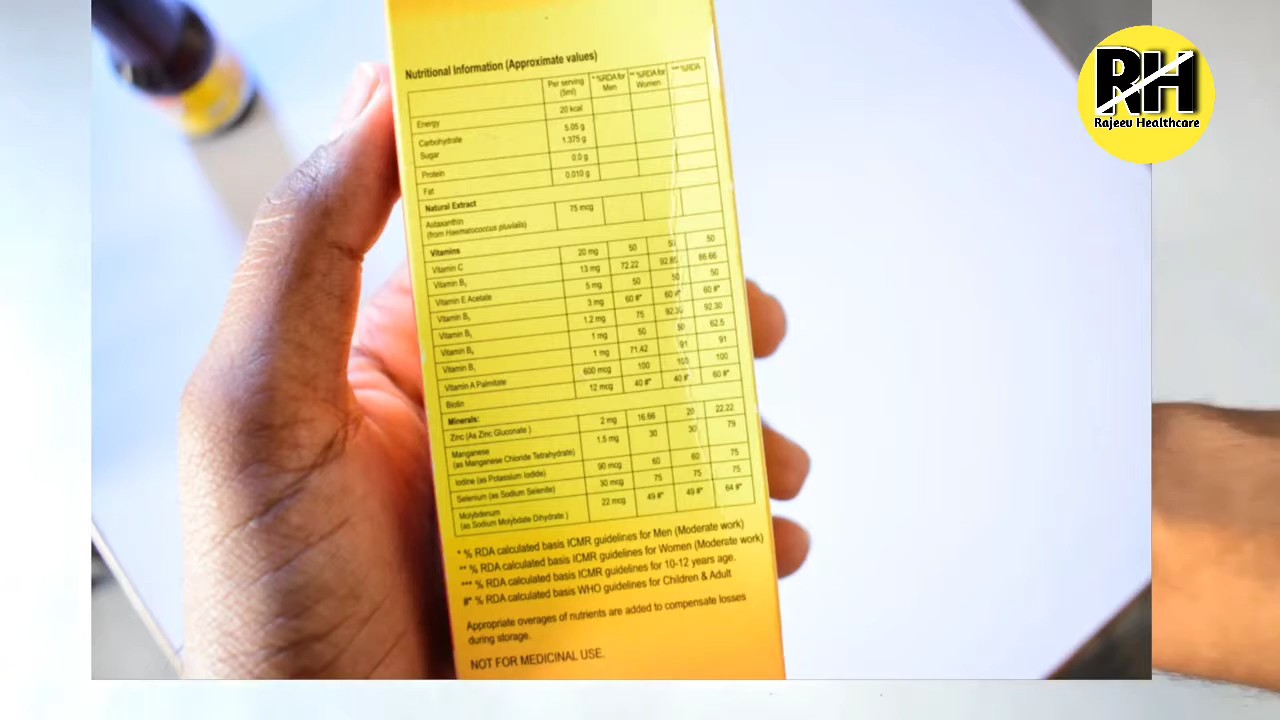 Nutritional Information (Approximate values)
Per serving (5ml) * %RDA for Men ** %RDA for Women *** %RDA
Energy 20 kcal
Carbohydrate 5.05 g
Sugar 1.375 g
Protein 0.0 g
Fat 0.010 g
Natural Extract
Astaxanthin 75 mcg
(from Haematococcus pluvialis)
Vitamins
Vitamin C 20 mg 50 50
Vitamin B₃ 13 mg 72.22 86.66
Vitamin E Acetate 5 mg 50 50 50
Vitamin B 3 mg 60 #* 60 #* 60 #*
Vitamin B 1.2 mg 75 92.30 92.30
Vitamin B 1 mg 50 50 62.5
Vitamin B 1 mg 71.42 91 91
Vitamin A Palmitate 600 mcg 100 100 100
Biotin 12 mcg 40 #* 40 #* 60 #*
Minerals:
Zinc (As Zinc Gluconate ) 2 mg 16.66 20 22.22
Manganese 1.5 mg 30 30 79
(as Manganese Chloride Tetrahydrate)
Iodine (as Potassium Iodide) 90 mcg 60 60 75
Selenium (as Sodium Selenite) 30 mcg 75 75 75
Molybdenum 22 mcg 49 #* 49 #* 64 #*
(as Sodium Molybdate Dihydrate )
* % RDA calculated basis ICMR guidelines for Men (Moderate work)
** % RDA calculated basis ICMR guidelines for Women (Moderate work)
*** % RDA calculated basis ICMR guidelines for 10-12 years age.
#* % RDA calculated basis WHO guidelines for Children & Adult
Appropriate overages of nutrients are added to compensate losses
during storage.
NOT FOR MEDICINAL USE.
RH
Rajeev Healthcare